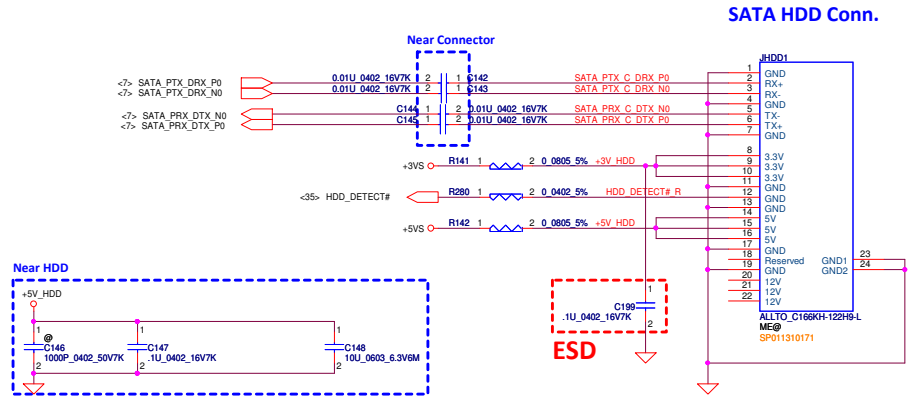 SATA HDD Conn.
Near Connector
JHDD1
<7> SATA_PTX_DRX_P0 0.01U_0402_16V7K 2 1 C142 SATA_PTX_C_DRX_P0
<7> SATA_PTX_DRX_N0 0.01U_0402_16V7K 2 1 C143 SATA_PTX_C_DRX_N0
<7> SATA_PRX_DTX_N0 C144 1 2 0.01U_0402_16V7K SATA_PRX_C_DTX_N0
<7> SATA_PRX_DTX_P0 C145 1 2 0.01U_0402_16V7K SATA_PRX_C_DTX_P0
1 GND
2 RX+
3 RX-
4 GND
5 TX-
6 TX+
7 GND
+3VS R141 1 2 0_0805_5% +3V_HDD
<35> HDD_DETECT# R280 1 2 0_0402_5% HDD_DETECT#_R
+5VS R142 1 2 0_0805_5% +5V_HDD
8 3.3V
9 3.3V
10 3.3V
11 GND
12 GND
13 GND
14 5V
15 5V
16 5V
17 GND
18 Reserved GND1 23
19 GND GND2 24
20 12V
21 12V
22 12V
ALLTO_C166KH-122H9-L
ME@
SP011310171
Near HDD
+5V_HDD
1 @
C146
1000P_0402_50V7K
2
1
C147
.1U_0402_16V7K
2
1
C148
10U_0603_6.3V6M
2
1
C199
.1U_0402_16V7K
2
ESD